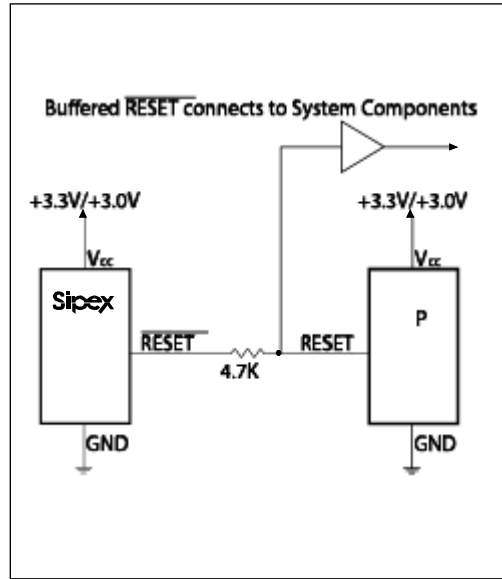 Buffered RESET connects to System Components
+3.3V/+3.0V
+3.3V/+3.0V
Vcc
Vcc
Sipex
P
RESET
RESET
4.7K
GND
GND